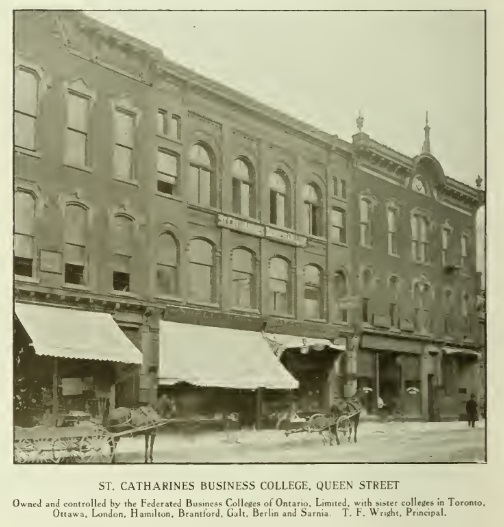 ST. CATHARINES BUSINESS COLLEGE, QUEEN STREET
Owned and controlled by the Federated Business Colleges of Ontario, Limited, with sister colleges in Toronto,
Ottawa, London, Hamilton, Brantford, Galt, Berlin and Sarnia. T. F. Wright, Principal.